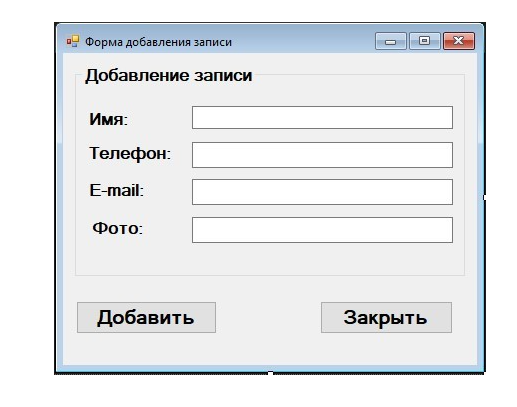 Форма добавления записи
Добавление записи
Имя:
Телефон:
E-mail:
Фото:
Добавить
Закрыть